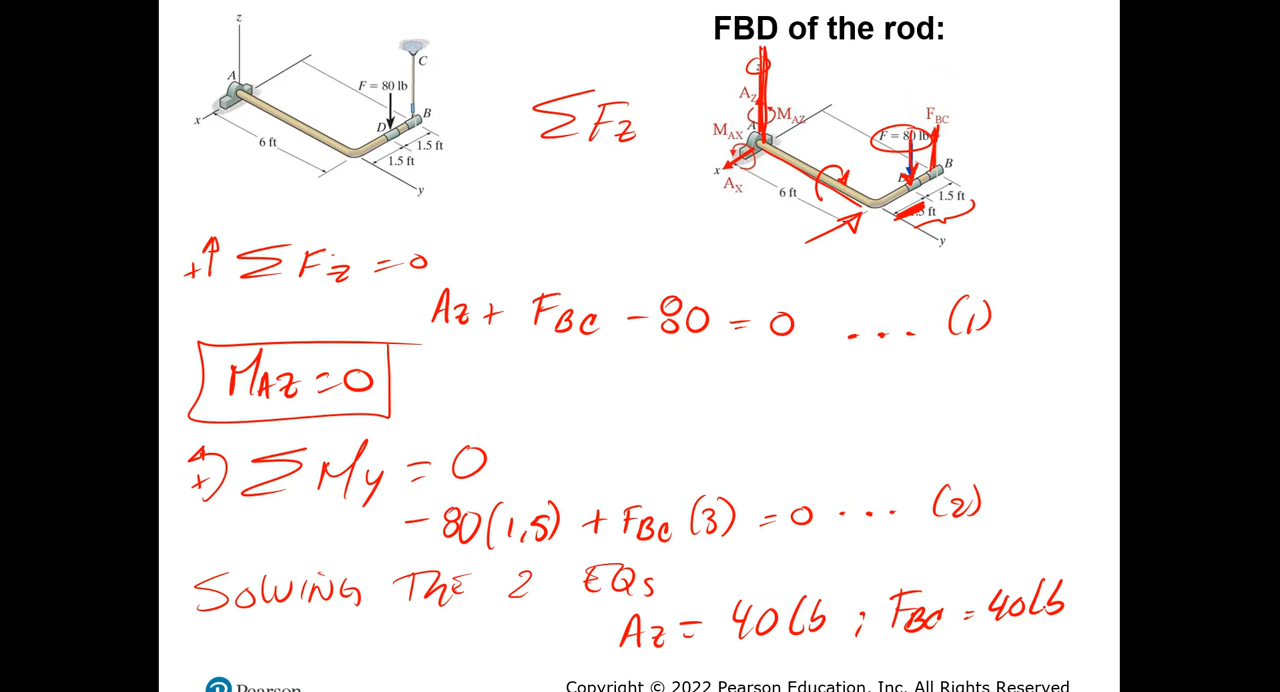 FBD of the rod:
z
C
A
F = 80 lb
B
D
x
6 ft
1.5 ft
1.5 ft
y
ΣFz
z
Az
MAZ
A
MAX
FBC
F = 80 lb
B
x
Ax
6 ft
1.5 ft
y
+↑ ΣFz = 0
Az + FBC - 80 = 0 ... (1)
MAZ = 0
+) ΣMy = 0
- 80(1,5) + FBC (3) = 0 ... (2)
SOLVING THE 2 EQs
Az = 40 lb ; FBC = 40 lb
Pearson
Copyright © 2022 Pearson Education, Inc. All Rights Reserved